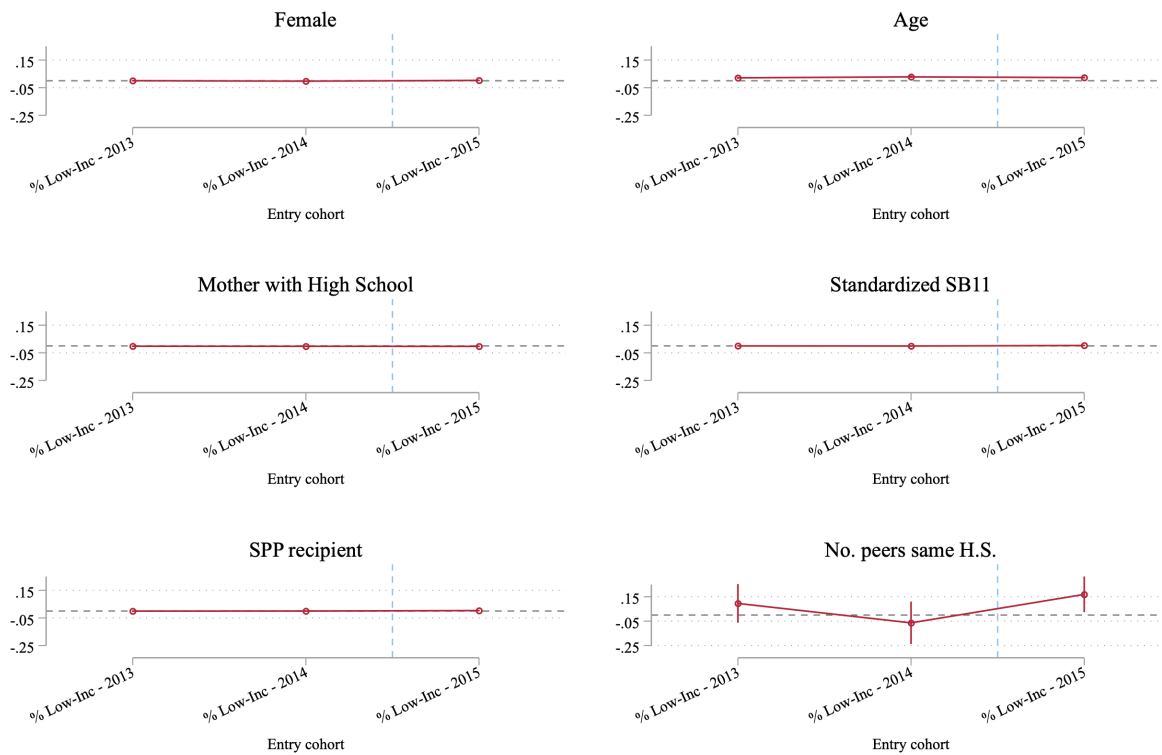 Female
.15
-.05
-.25
% Low-Inc - 2013
% Low-Inc - 2014
% Low-Inc - 2015
Entry cohort
Age
.15
-.05
-.25
% Low-Inc - 2013
% Low-Inc - 2014
% Low-Inc - 2015
Entry cohort
Mother with High School
.15
-.05
-.25
% Low-Inc - 2013
% Low-Inc - 2014
% Low-Inc - 2015
Entry cohort
Standardized SB11
.15
-.05
-.25
% Low-Inc - 2013
% Low-Inc - 2014
% Low-Inc - 2015
Entry cohort
SPP recipient
.15
-.05
-.25
% Low-Inc - 2013
% Low-Inc - 2014
% Low-Inc - 2015
Entry cohort
No. peers same H.S.
.15
-.05
-.25
% Low-Inc - 2013
% Low-Inc - 2014
% Low-Inc - 2015
Entry cohort